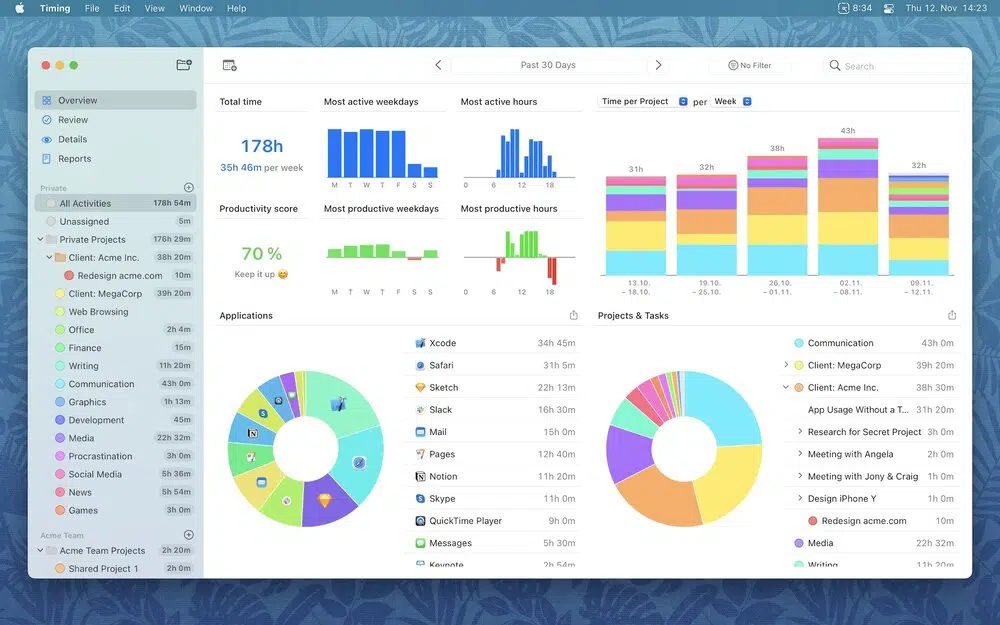 Timing File Edit View Window Help
8:34 Thu 12. Nov 14:23
Past 30 Days
No Filter
Search
Overview
Review
Details
Reports
Private
All Activities 178h 54m
Unassigned 5m
Private Projects 176h 29m
Client: Acme Inc. 38h 20m
Redesign acme.com 10m
Client: MegaCorp 39h 20m
Web Browsing
Office 2h 4m
Finance 15m
Writing 11h 20m
Communication 43h 0m
Graphics 1h 13m
Development 45m
Media 22h 32m
Procrastination 3h 0m
Social Media 5h 36m
News 5h 54m
Games 3h 0m
Acme Team
Acme Team Projects 2h 20m
Shared Project 1 2h 0m
Total time
178h
35h 46m per week
Most active weekdays
M T W T F S S
Most active hours
0 6 12 18
Time per Project per Week
31h
32h
38h
43h
32h
13.10. – 18.10.
19.10. – 25.10.
26.10. – 01.11.
02.11. – 08.11.
09.11. – 12.11.
Productivity score
70 %
Keep it up 😄
Most productive weekdays
M T W T F S S
Most productive hours
0 6 12 18
Applications
Xcode 34h 45m
Safari 31h 5m
Sketch 22h 13m
Slack 16h 30m
Mail 15h 0m
Pages 12h 40m
Notion 11h 20m
Skype 11h 0m
QuickTime Player 9h 0m
Messages 5h 30m
Keynote 2h 54m
Projects & Tasks
Communication 43h 0m
Client: MegaCorp 39h 20m
Client: Acme Inc. 38h 30m
App Usage Without a T... 31h 20m
Research for Secret Project 3h 0m
Meeting with Angela 2h 0m
Meeting with Jony & Craig 1h 0m
Design iPhone Y 1h 0m
Redesign acme.com 10m
Media 22h 32m
Writing 11h 20m